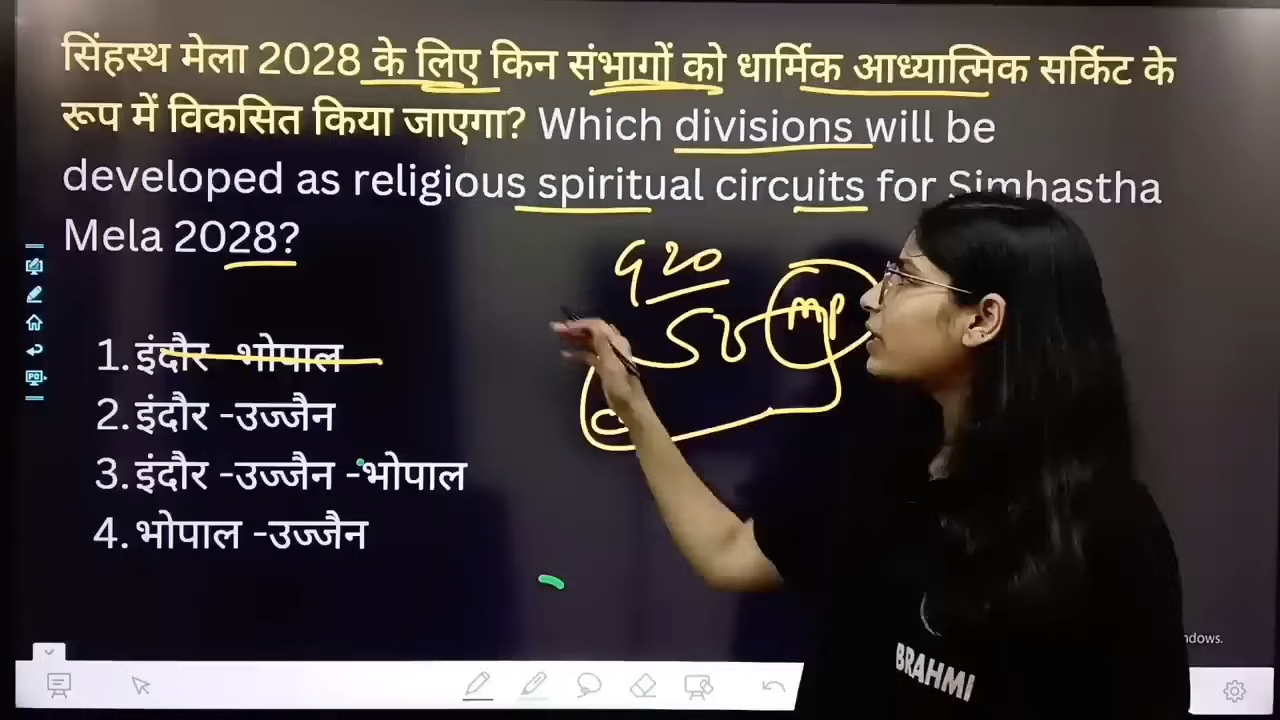 सिंहस्थ मेला 2028 के लिए किन संभागों को धार्मिक आध्यात्मिक सर्किट के
रूप में विकसित किया जाएगा? Which divisions will be
developed as religious spiritual circuits for Simhastha
Mela 2028?
G20
MP
1. इंदौर - भोपाल
2. इंदौर -उज्जैन
3. इंदौर -उज्जैन -भोपाल
4. भोपाल -उज्जैन
BRAHMI